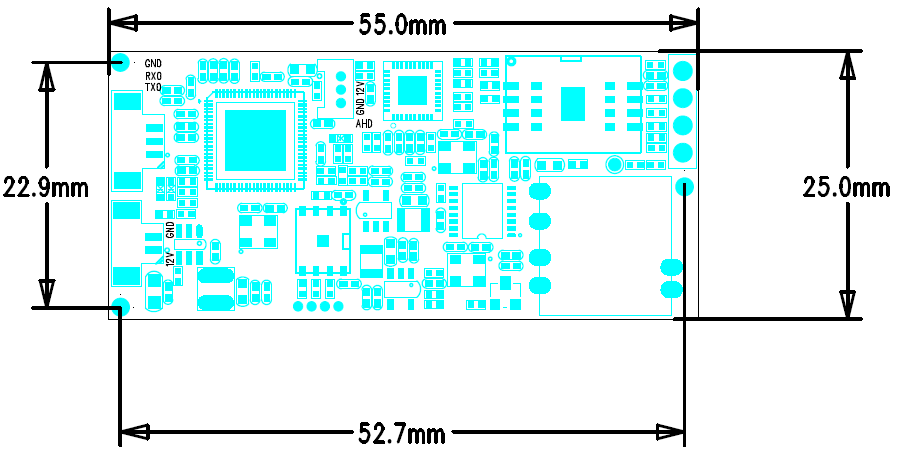 55.0mm
GND
RXO
TXO
GND 12V
AHD
22.9mm
25.0mm
GND
12V
52.7mm